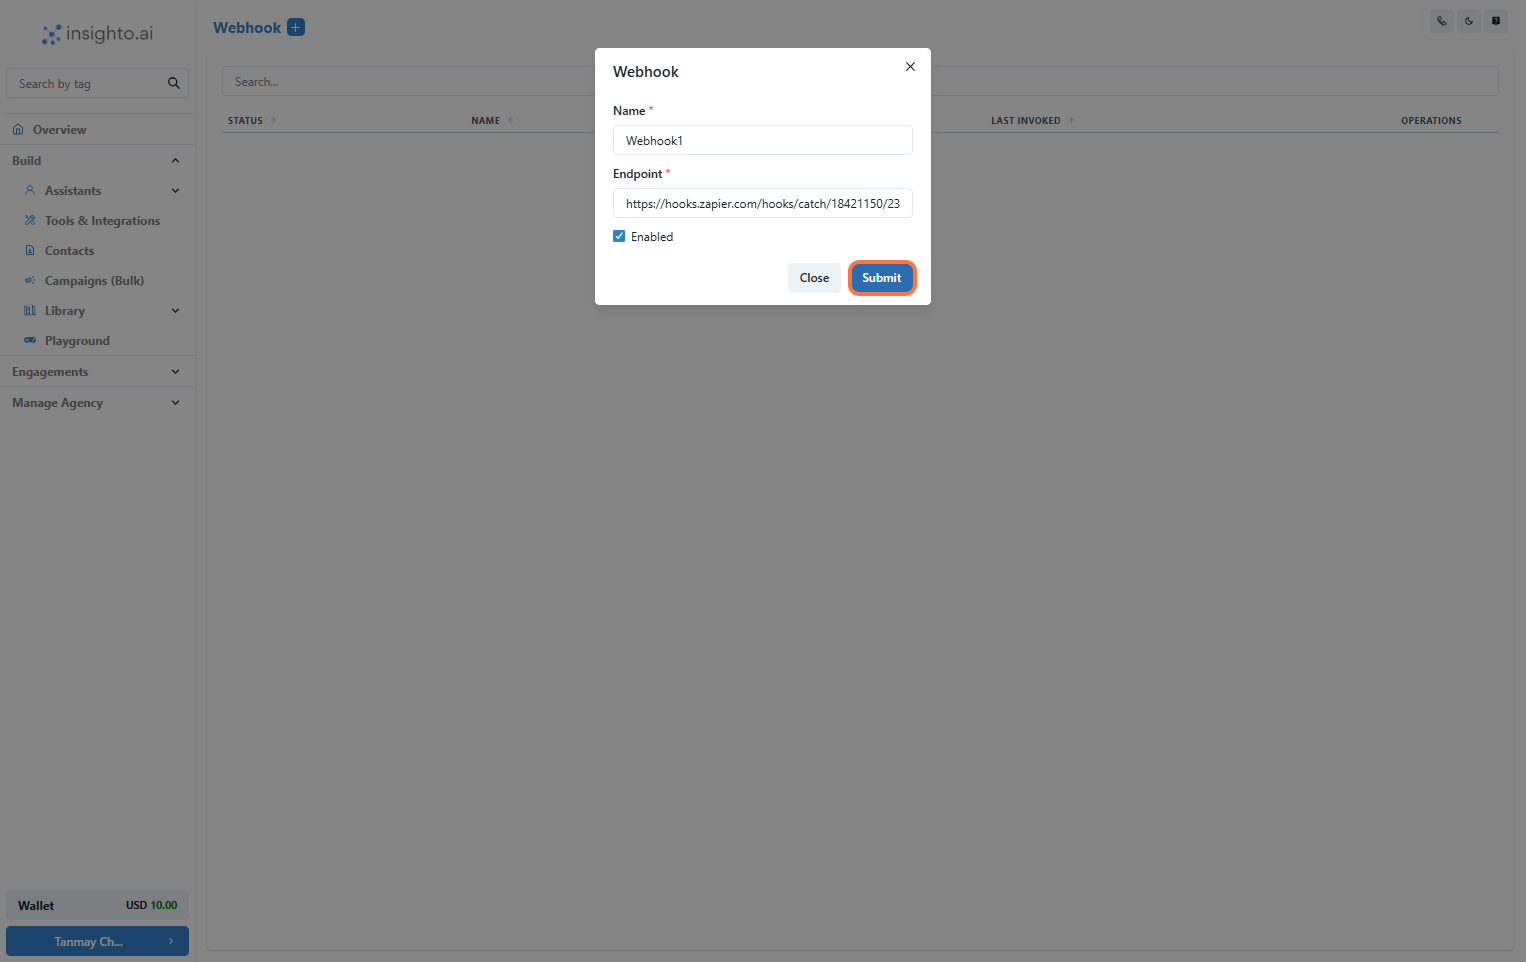 insighto.ai
Webhook +
Search by tag
Search...
STATUS NAME LAST INVOKED OPERATIONS
Overview
Build
Assistants
Tools & Integrations
Contacts
Campaigns (Bulk)
Library
Playground
Engagements
Manage Agency
Wallet USD 10.00
Tanmay Ch...
Webhook
Name *
Webhook1
Endpoint *
https://hooks.zapier.com/hooks/catch/18421150/23
Enabled
Close Submit